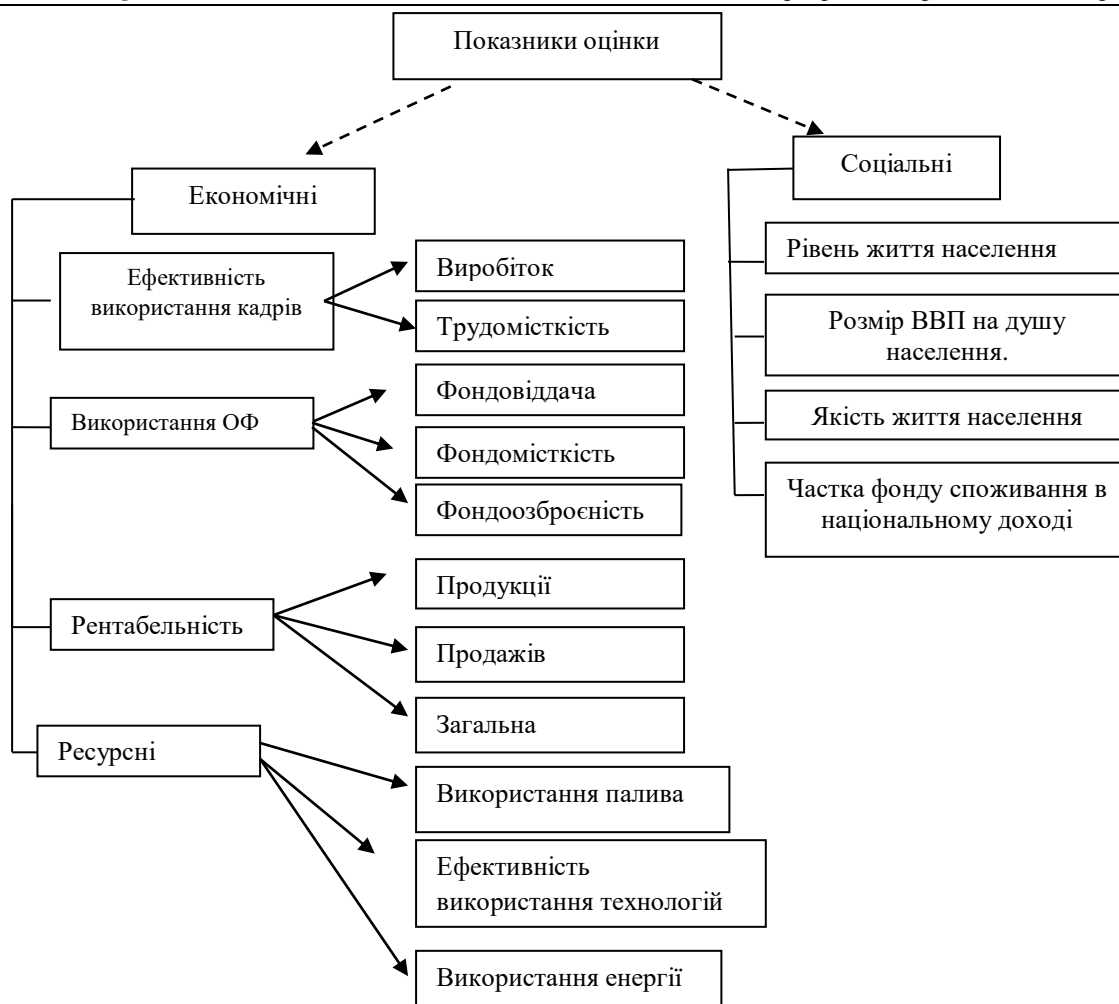 Показники оцінки
Економічні
Соціальні
Ефективність
використання кадрів
Виробіток
Трудомісткість
Використання ОФ
Фондовіддача
Фондомісткість
Фондоозброєність
Рентабельність
Продукції
Продажів
Загальна
Ресурсні
Використання палива
Ефективність
використання технологій
Використання енергії
Рівень життя населення
Розмір ВВП на душу
населення.
Якість життя населення
Частка фонду споживання в
національному доході